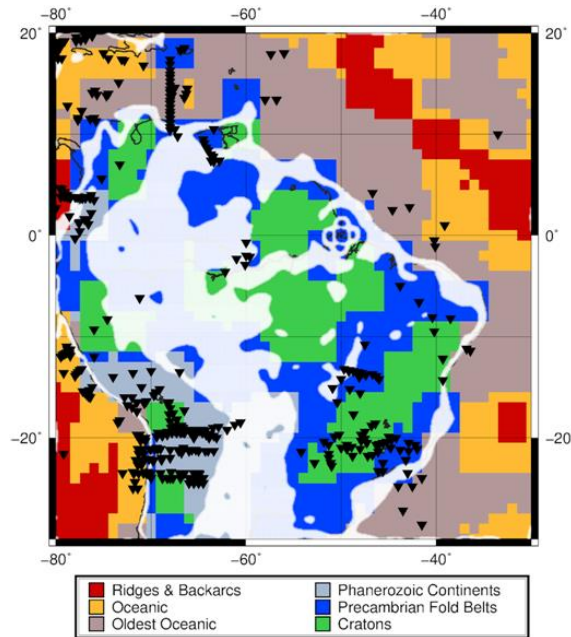 −80° −60° −40°
20° 20°
0° 0°
−20° −20°
−80° −60° −40°
Ridges & Backarcs Phanerozoic Continents
Oceanic Precambrian Fold Belts
Oldest Oceanic Cratons